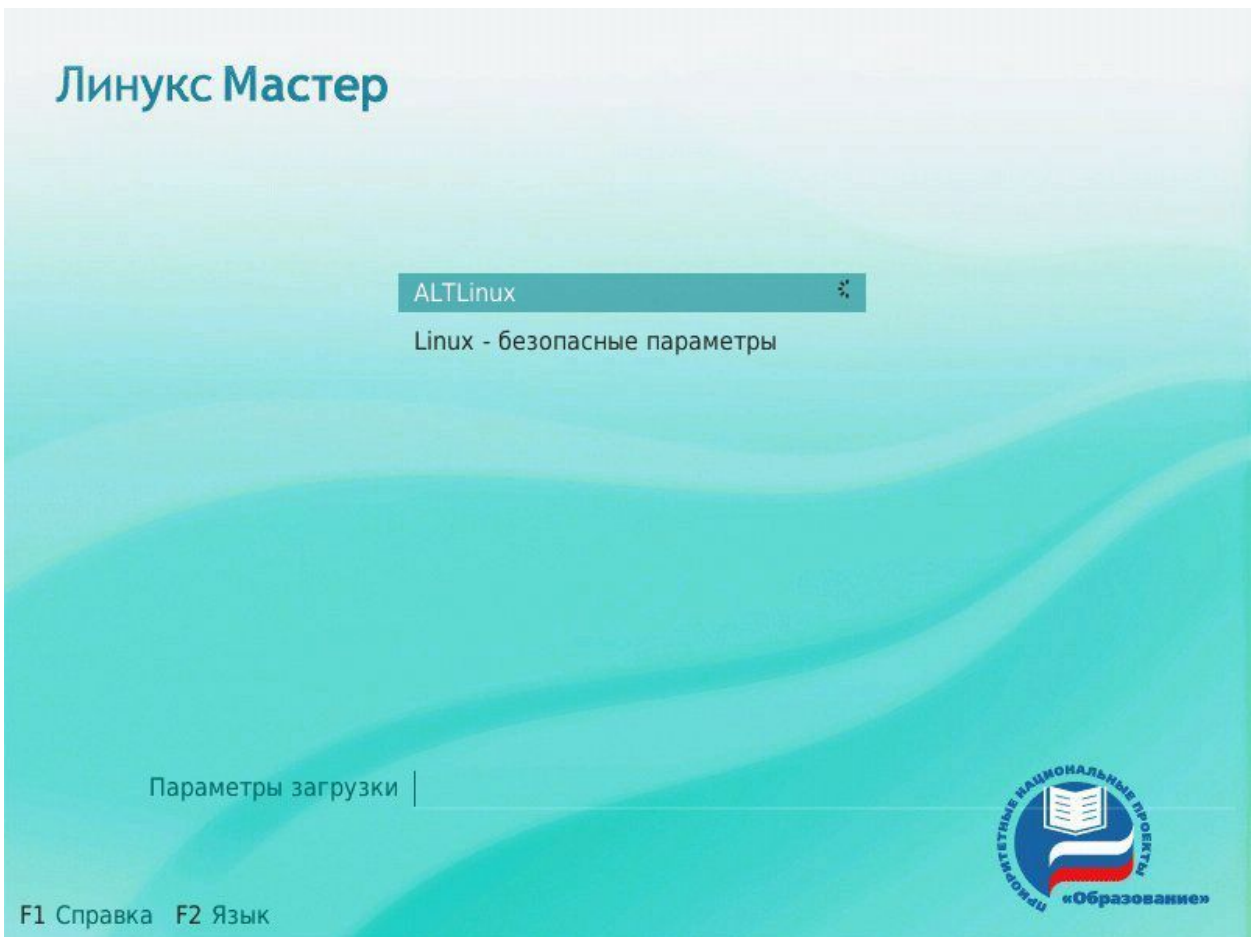 Линукс Мастер
ALTLinux
Linux - безопасные параметры
Параметры загрузки
ПРИОРИТЕТНЫЕ НАЦИОНАЛЬНЫЕ ПРОЕКТЫ
«Образование»
F1 Справка F2 Язык